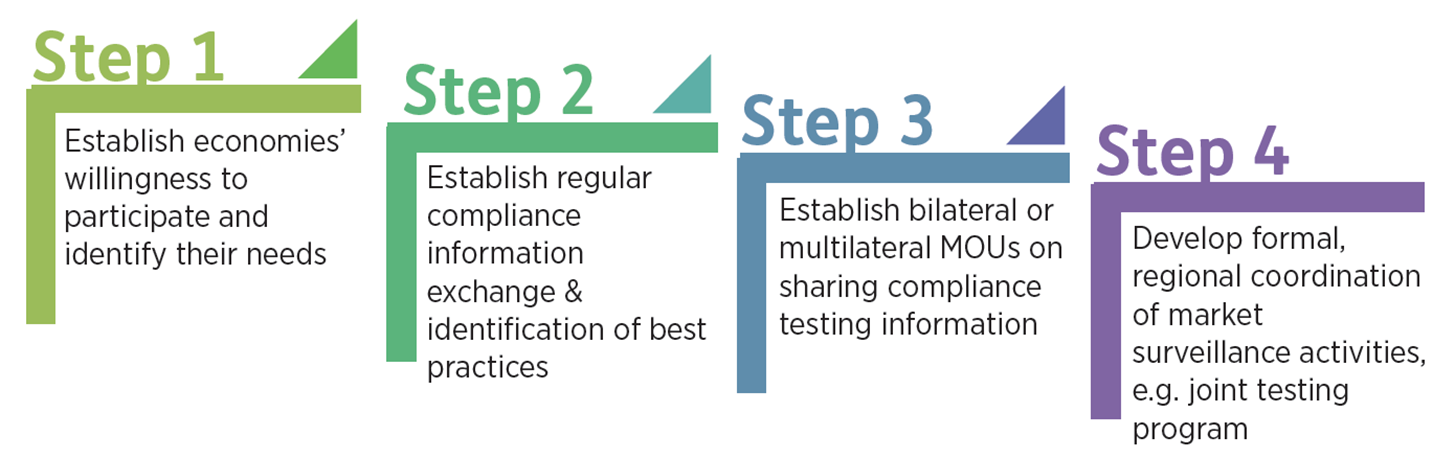 Step 1
Establish economies’
willingness to
participate and
identify their needs
Step 2
Establish regular
compliance
information
exchange &
identification of best
practices
Step 3
Establish bilateral or
multilateral MOUs on
sharing compliance
testing information
Step 4
Develop formal,
regional coordination
of market
surveillance activities,
e.g. joint testing
program